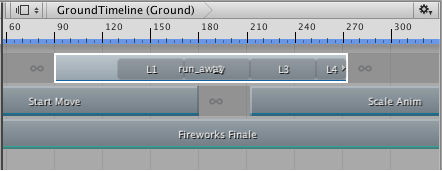 GroundTimeline (Ground)
60 90 120 150 180 210 240 270 300
L1 run_away L3 L4
Start Move Scale Anim
Fireworks Finale